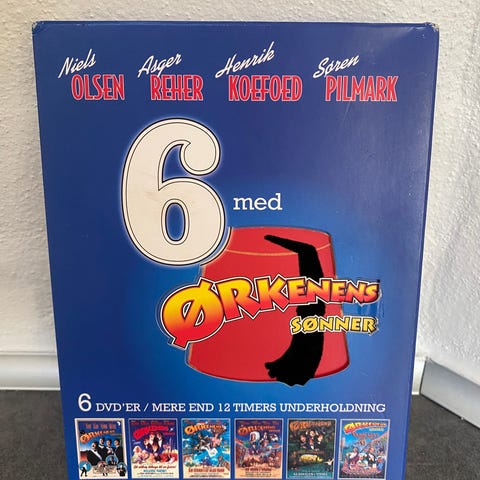 Niels Asger Henrik Søren
OLSEN REHER KOEFOED PILMARK
6 med
ØRKENENS
SØNNER
6 DVD'ER / MERE END 12 TIMERS UNDERHOLDNING